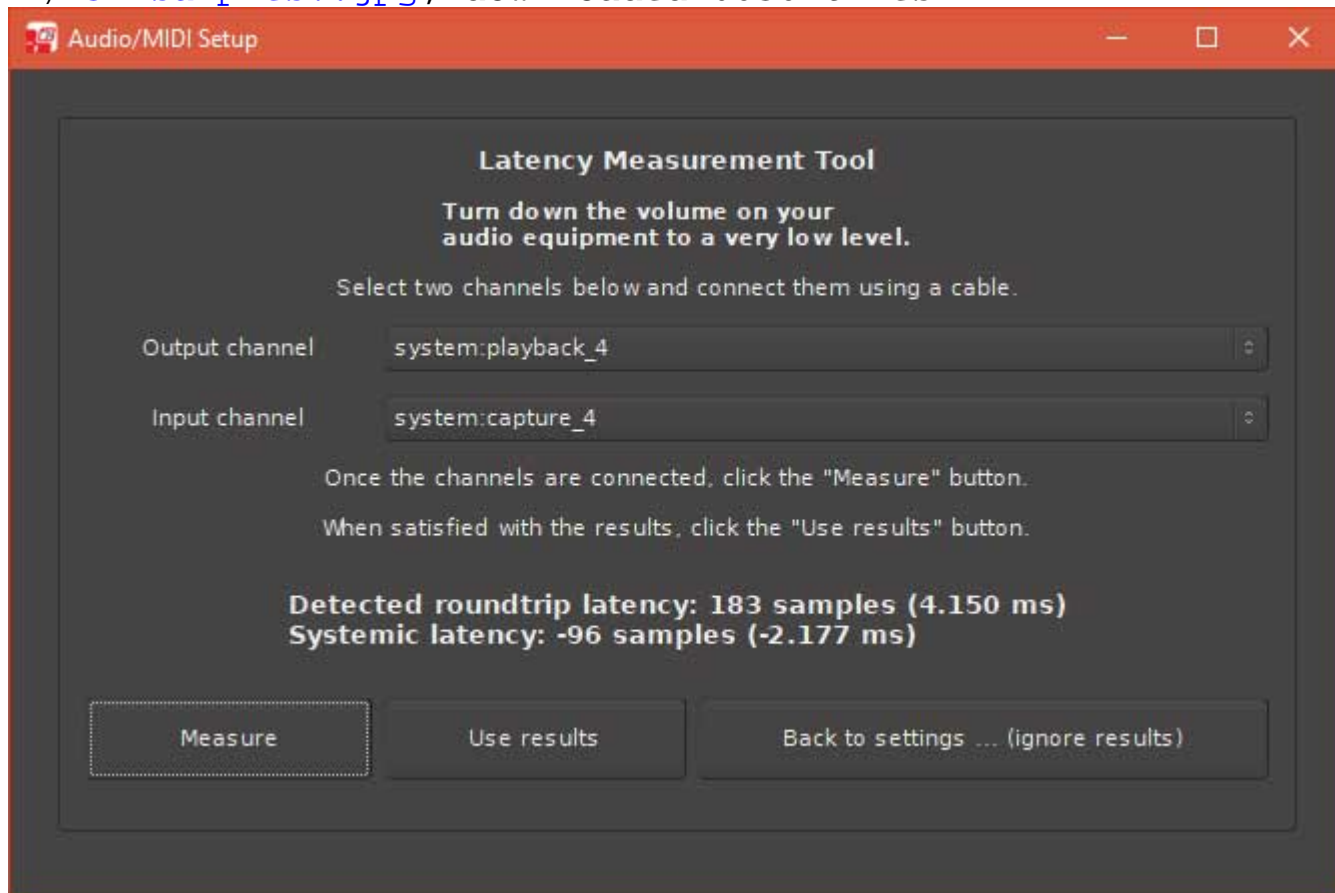 Audio/MIDI Setup
Latency Measurement Tool
Turn down the volume on your
audio equipment to a very low level.
Select two channels below and connect them using a cable.
Output channel
system:playback_4
Input channel
system:capture_4
Once the channels are connected, click the "Measure" button.
When satisfied with the results, click the "Use results" button.
Detected roundtrip latency: 183 samples (4.150 ms)
Systemic latency: -96 samples (-2.177 ms)
Measure
Use results
Back to settings ... (ignore results)